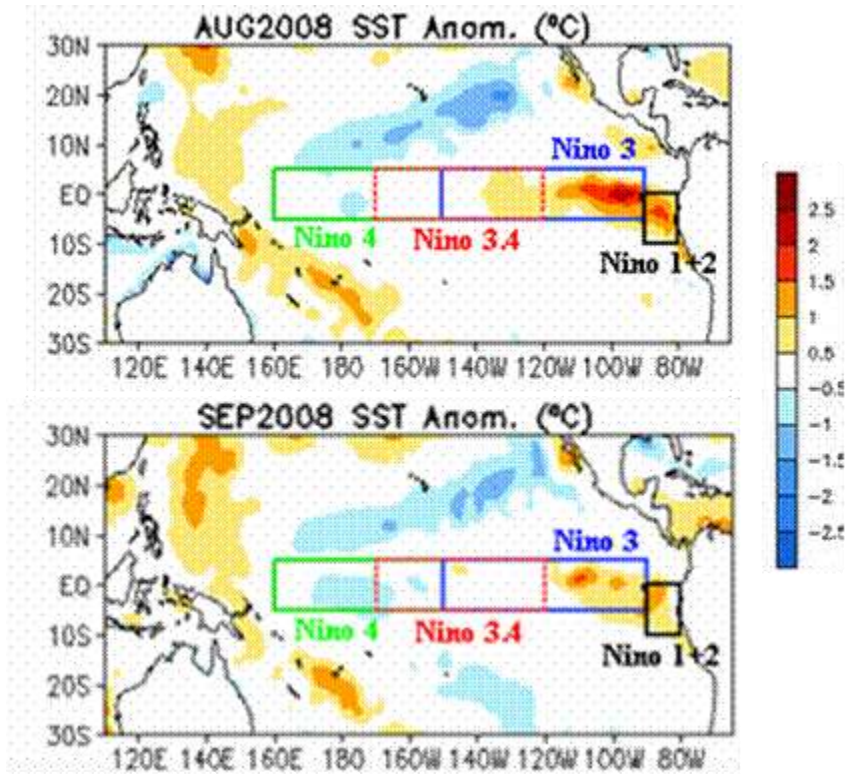 AUG2008 SST Anom. (ºC)
30N
20N
10N
EQ
10S
20S
30S
Nino 3
Nino 4
Nino 3.4
Nino 1+2
120E 140E 160E 180 160W 140W 120W 100W 80W
SEP2008 SST Anom. (ºC)
30N
20N
10N
EQ
10S
20S
30S
Nino 3
Nino 4
Nino 3.4
Nino 1+2
120E 140E 160E 180 160W 140W 120W 100W 80W
2.5
2
1.5
1
0.5
-0.5
-1
-1.5
-2
-2.5